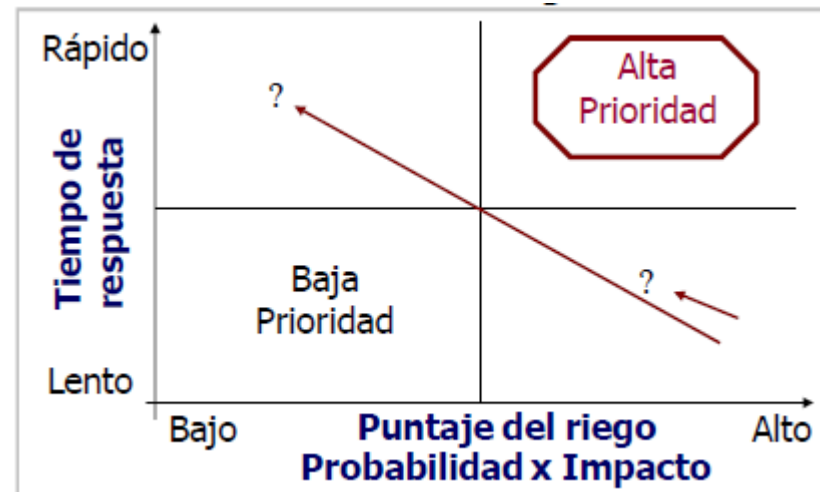 Rápido
Alta
Prioridad
?
Tiempo de
respuesta
Baja
Prioridad
?
Lento
Bajo
Puntaje del riego
Alto
Probabilidad x Impacto